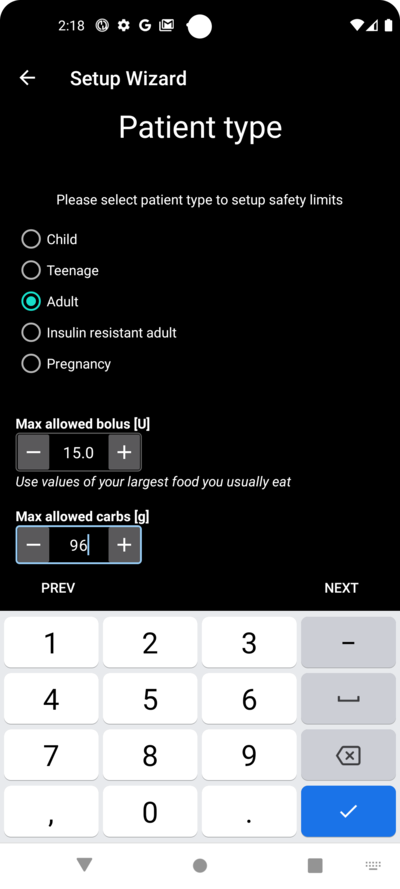 2:18
Setup Wizard
Patient type
Please select patient type to setup safety limits
Child
Teenage
Adult
Insulin resistant adult
Pregnancy
Max allowed bolus [U]
− 15.0 +
Use values of your largest food you usually eat
Max allowed carbs [g]
− 96 +
PREV NEXT
1 2 3 −
4 5 6
7 8 9
, 0 .